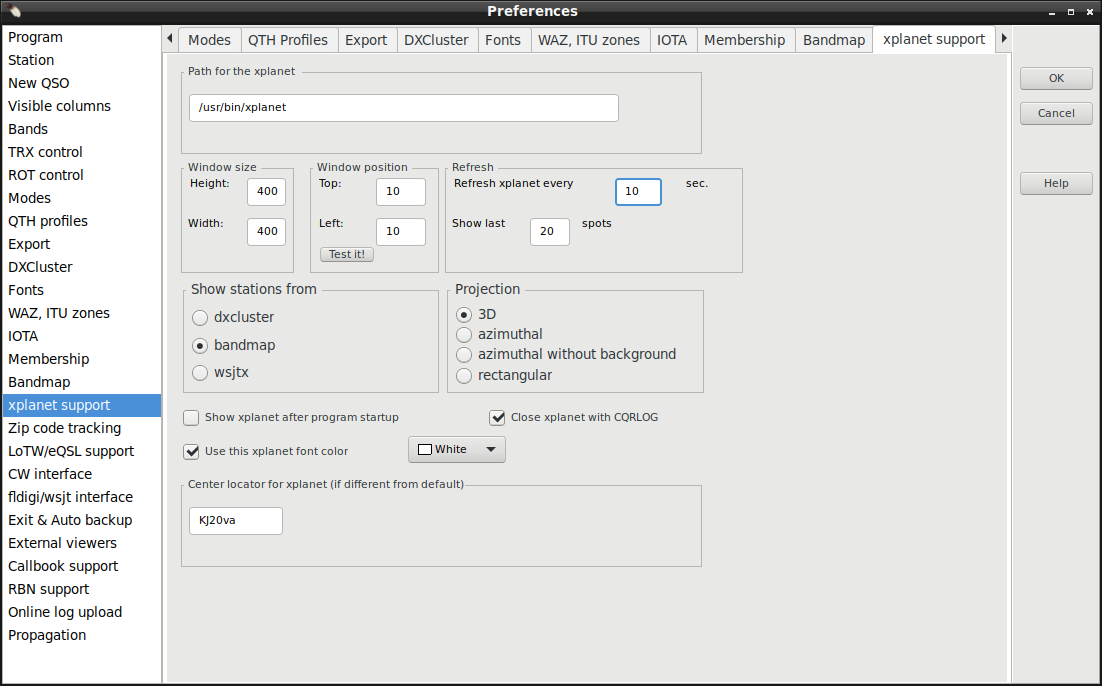 Preferences
Program
Station
New QSO
Visible columns
Bands
TRX control
ROT control
Modes
QTH profiles
Export
DXCluster
Fonts
WAZ, ITU zones
IOTA
Membership
Bandmap
xplanet support
Zip code tracking
LoTW/eQSL support
CW interface
fldigi/wsjt interface
Exit & Auto backup
External viewers
Callbook support
RBN support
Online log upload
Propagation
Modes QTH Profiles Export DXCluster Fonts WAZ, ITU zones IOTA Membership Bandmap xplanet support
Path for the xplanet
/usr/bin/xplanet
Window size
Height: 400
Width: 400
Window position
Top: 10
Left: 10
Test it!
Refresh
Refresh xplanet every 10 sec.
Show last 20 spots
Show stations from
dxcluster
bandmap
wsjtx
Projection
3D
azimuthal
azimuthal without background
rectangular
Show xplanet after program startup
Close xplanet with CQRLOG
Use this xplanet font color
White
Center locator for xplanet (if different from default)
KJ20va
OK
Cancel
Help